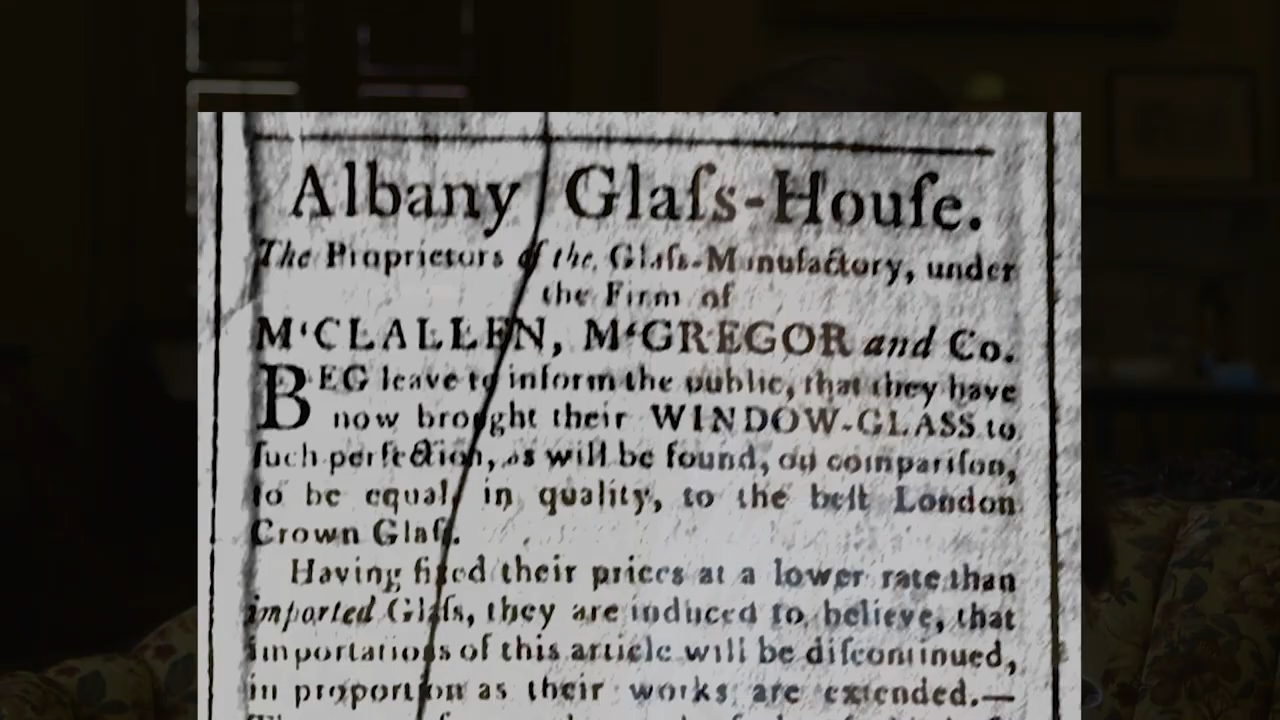 Albany Glaſs-Houſe.
The Proprietors of the Glaſs-Manufactory, under
the Firm of
M‘CLALLEN, M‘GREGOR and Co.
BEG leave to inform the public, that they have
now brought their WINDOW-GLASS to
ſuch perfection, as will be found, on compariſon,
to be equal, in quality, to the beſt London
Crown Glaſs.
Having fixed their prices at a lower rate than
imported Glaſs, they are induced to believe, that
importations of this article will be diſcontinued,
in proportion as their works are extended.—